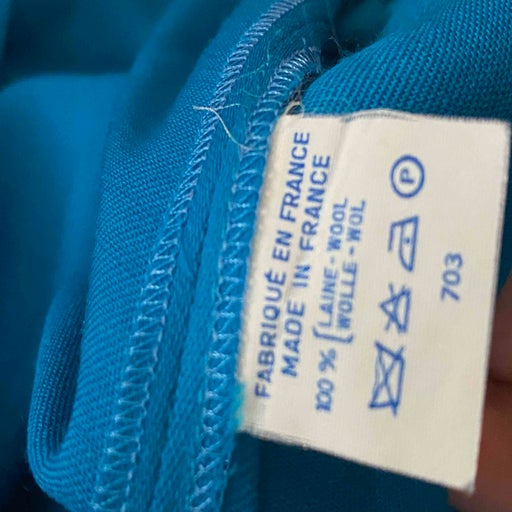 FABRIQUÉ EN FRANCE
MADE IN FRANCE
100 % [LAINE - WOOL
WOLLE - WOL
P
703